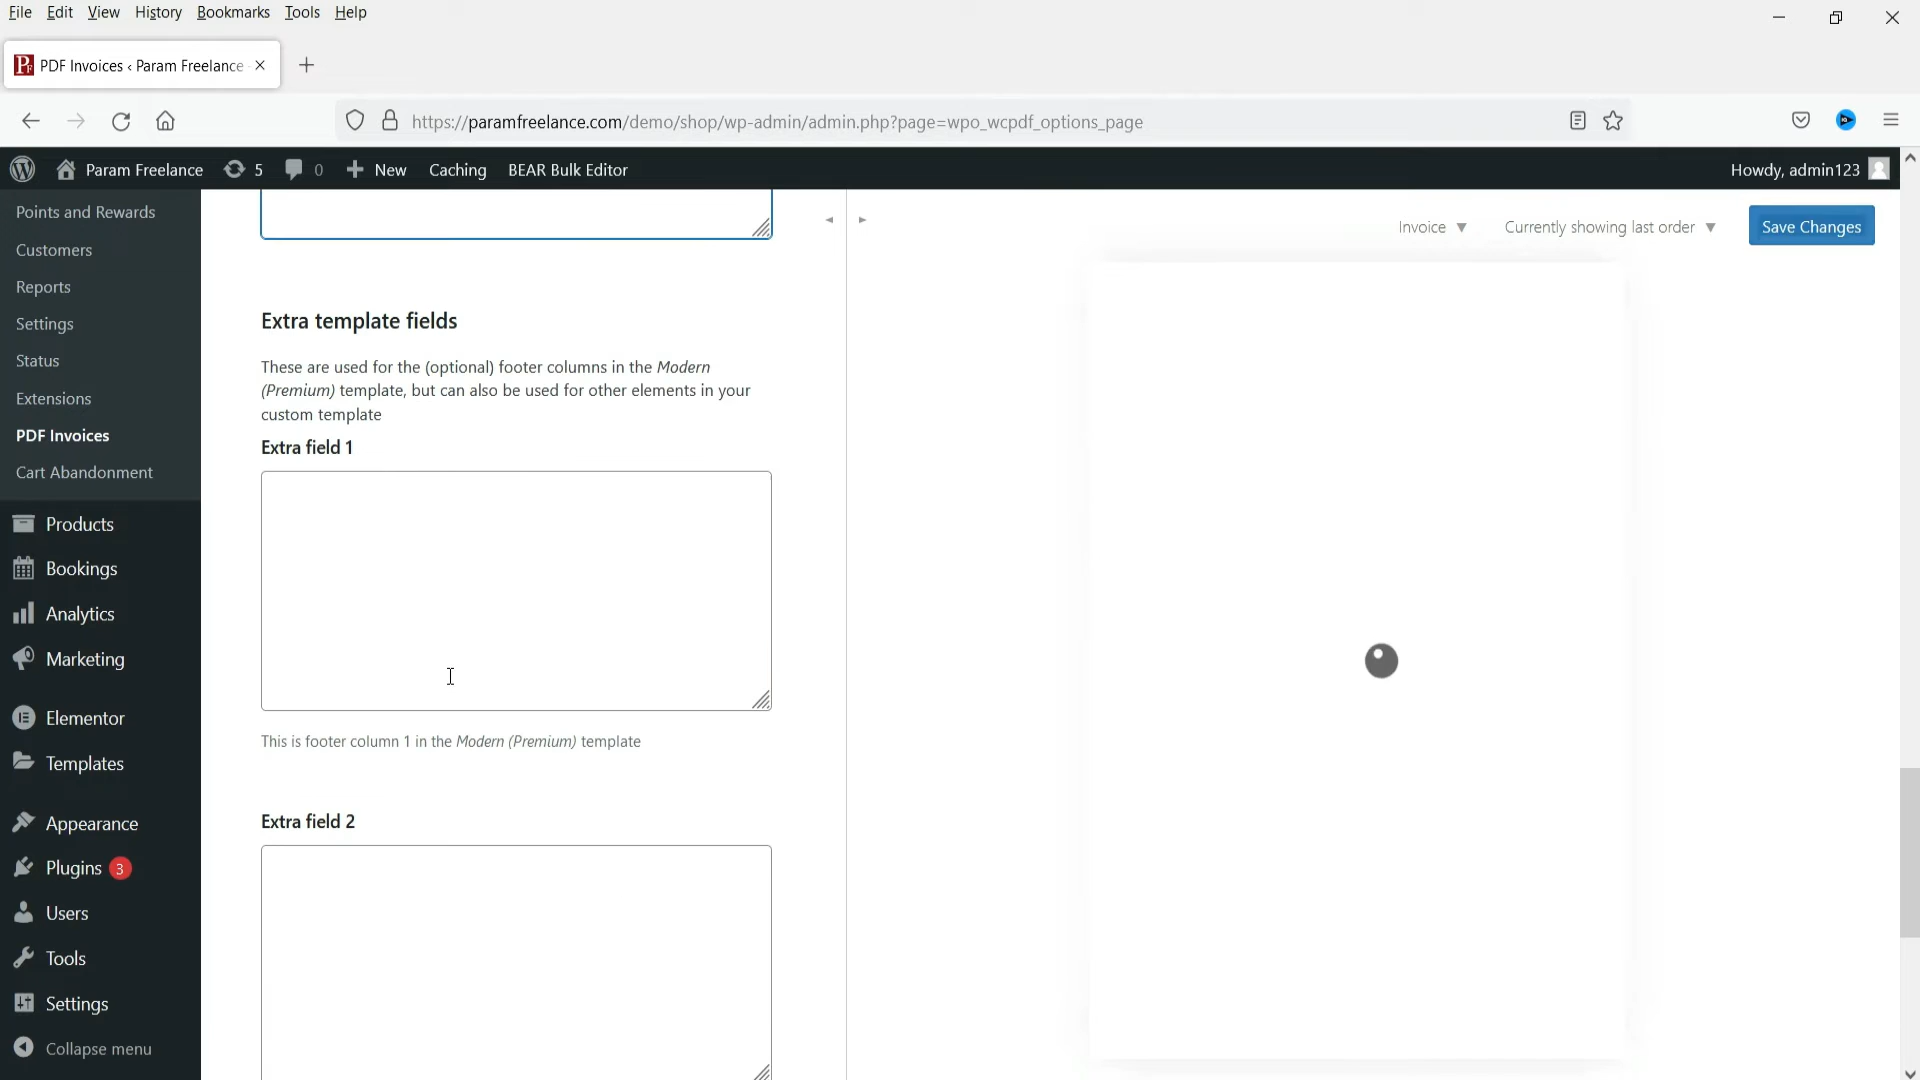 File Edit View History Bookmarks Tools Help
PDF Invoices ‹ Param Freelance
https://paramfreelance.com/demo/shop/wp-admin/admin.php?page=wpo_wcpdf_options_page
Param Freelance 5 0 New Caching BEAR Bulk Editor Howdy, admin123
Points and Rewards
Customers
Reports
Settings
Status
Extensions
PDF Invoices
Cart Abandonment
Products
Bookings
Analytics
Marketing
Elementor
Templates
Appearance
Plugins 3
Users
Tools
Settings
Collapse menu
Invoice ▼ Currently showing last order ▼ Save Changes
Extra template fields
These are used for the (optional) footer columns in the Modern
(Premium) template, but can also be used for other elements in your
custom template
Extra field 1
This is footer column 1 in the Modern (Premium) template
Extra field 2